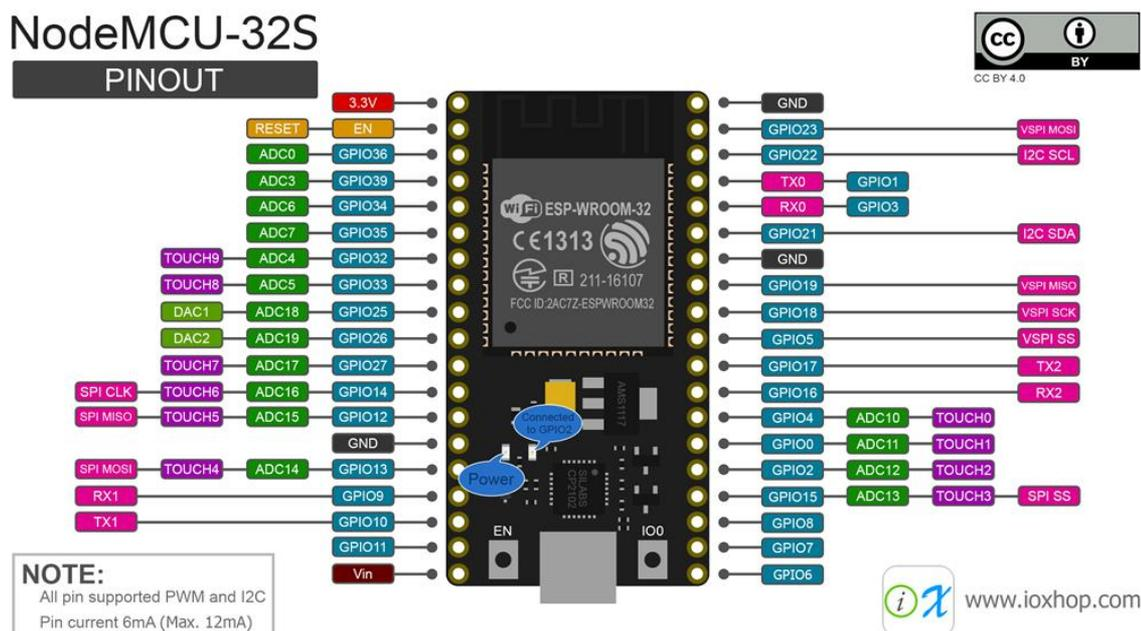 NodeMCU-32S
PINOUT
CC BY
CC BY 4.0
3.3V
RESET EN
ADC0 GPIO36
ADC3 GPIO39
ADC6 GPIO34
ADC7 GPIO35
TOUCH9 ADC4 GPIO32
TOUCH8 ADC5 GPIO33
DAC1 ADC18 GPIO25
DAC2 ADC19 GPIO26
TOUCH7 ADC17 GPIO27
SPI CLK TOUCH6 ADC16 GPIO14
SPI MISO TOUCH5 ADC15 GPIO12
GND
SPI MOSI TOUCH4 ADC14 GPIO13
RX1 GPIO9
TX1 GPIO10
GPIO11
Vin
WiFi ESP-WROOM-32
CE1313
R 211-16107
FCC ID:2AC7Z-ESPWROOM32
AMS1117
Connected
to GPIO2
Power
SILABS
CP2102
EN
IO0
GND
GPIO23 VSPI MOSI
GPIO22 I2C SCL
TX0 GPIO1
RX0 GPIO3
GPIO21 I2C SDA
GND
GPIO19 VSPI MISO
GPIO18 VSPI SCK
GPIO5 VSPI SS
GPIO17 TX2
GPIO16 RX2
GPIO4 ADC10 TOUCH0
GPIO0 ADC11 TOUCH1
GPIO2 ADC12 TOUCH2
GPIO15 ADC13 TOUCH3 SPI SS
GPIO8
GPIO7
GPIO6
NOTE:
All pin supported PWM and I2C
Pin current 6mA (Max. 12mA)
iX www.ioxhop.com